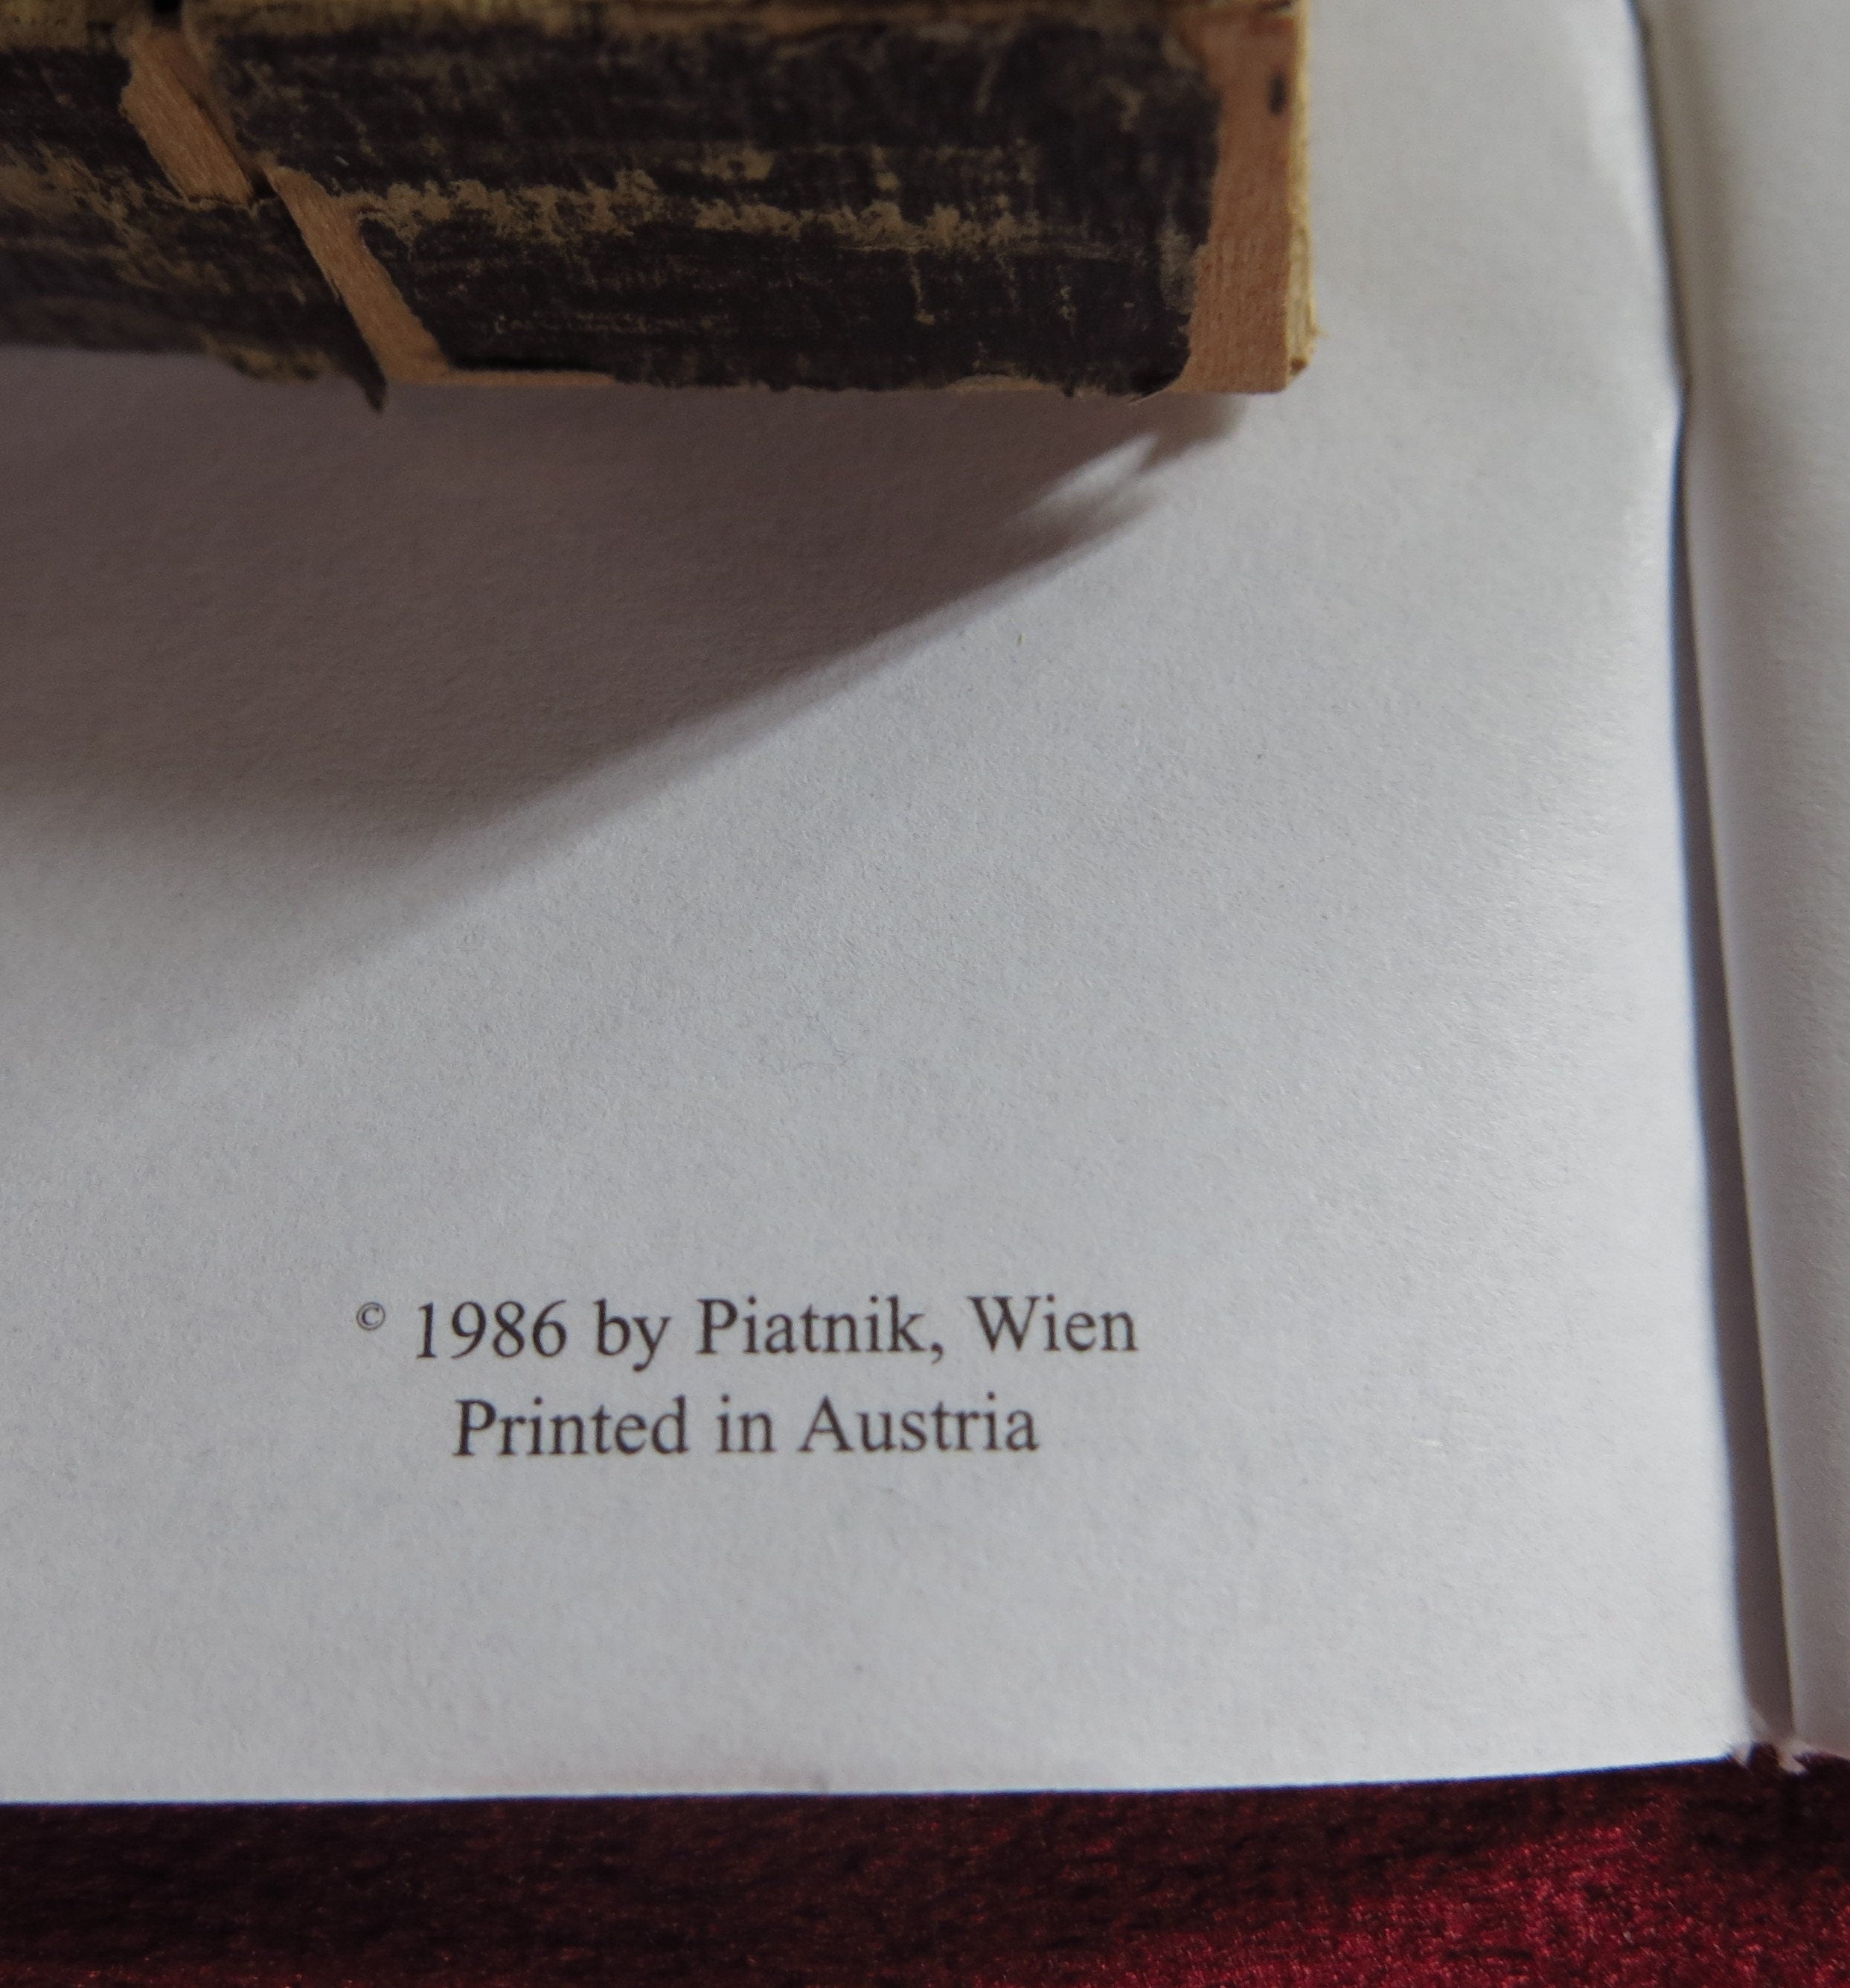 © 1986 by Piatnik, Wien
Printed in Austria